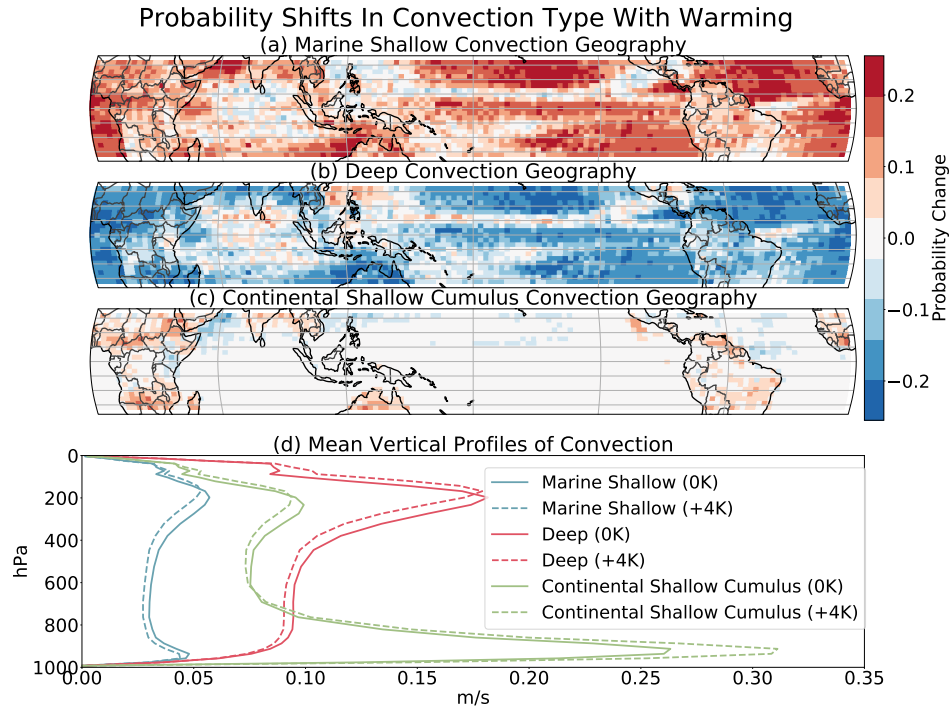 Probability Shifts In Convection Type With Warming
(a) Marine Shallow Convection Geography
(b) Deep Convection Geography
(c) Continental Shallow Cumulus Convection Geography
0.2
0.1
0.0
−0.1
−0.2
Probability Change
(d) Mean Vertical Profiles of Convection
0
200
400
600
800
1000
hPa
Marine Shallow (0K)
Marine Shallow (+4K)
Deep (0K)
Deep (+4K)
Continental Shallow Cumulus (0K)
Continental Shallow Cumulus (+4K)
0.00
0.05
0.10
0.15
0.20
0.25
0.30
0.35
m/s